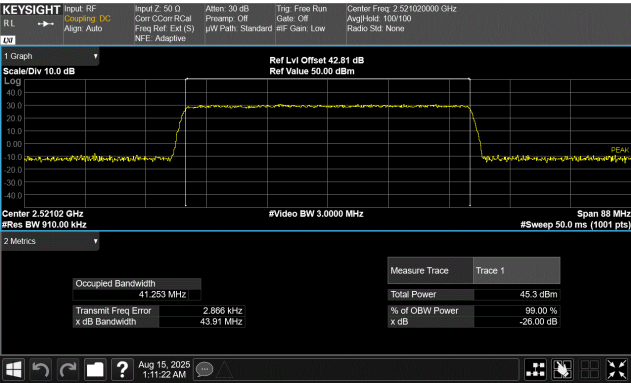 KEYSIGHT Input: RF Input Z: 50 Ω Atten: 30 dB Trig: Free Run Center Freq: 2.521020000 GHz
RL Coupling: DC Corr CCorr RCal Preamp: Off Gate: Off Avg|Hold: 100/100
Align: Auto Freq Ref: Ext (S) µW Path: Standard #IF Gain: Low Radio Std: None
LXI NFE: Adaptive
1 Graph
Ref Lvl Offset 42.81 dB
Scale/Div 10.0 dB Ref Value 50.00 dBm
Log
40.0
30.0
20.0
10.0
0.00
PEAK
-10.0
-20.0
-30.0
-40.0
Center 2.52102 GHz #Video BW 3.0000 MHz Span 88 MHz
#Res BW 910.00 kHz #Sweep 50.0 ms (1001 pts)
2 Metrics
Measure Trace Trace 1
Occupied Bandwidth
41.253 MHz Total Power 45.3 dBm
Transmit Freq Error 2.866 kHz % of OBW Power 99.00 %
x dB Bandwidth 43.91 MHz x dB -26.00 dB
? Aug 15, 2025
1:11:22 AM